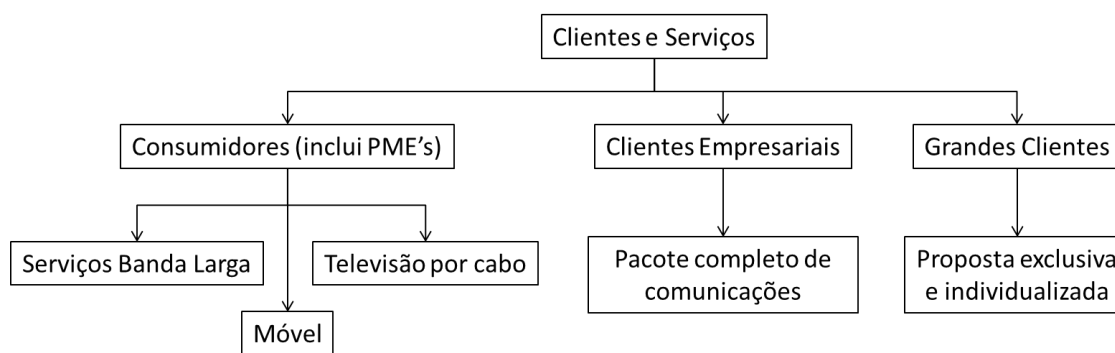 Clientes e Serviços
Consumidores (inclui PME’s)
Clientes Empresariais
Grandes Clientes
Serviços Banda Larga
Televisão por cabo
Pacote completo de
comunicações
Proposta exclusiva
e individualizada
Móvel